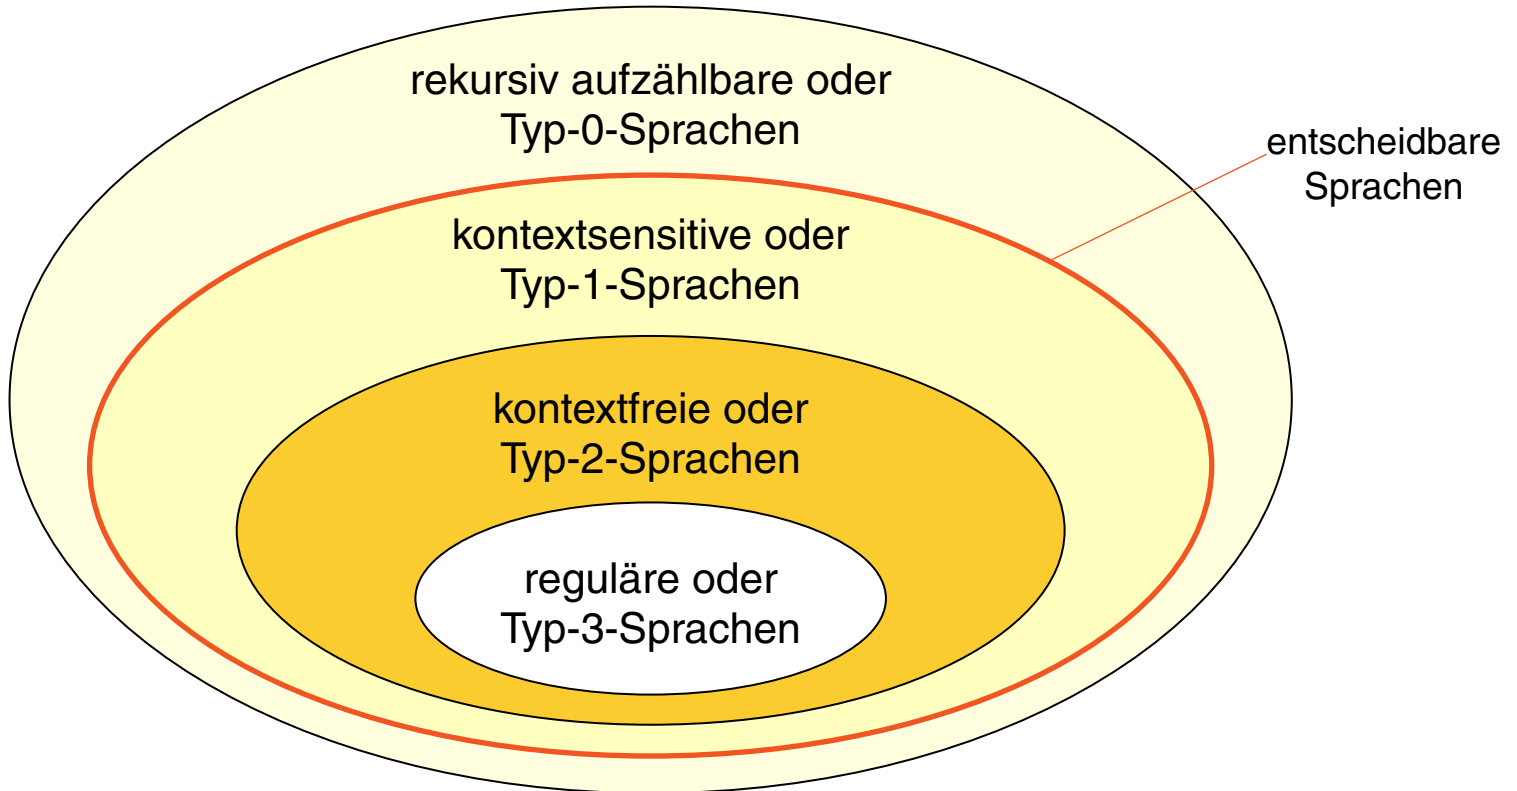 rekursiv aufzählbare oder
Typ-0-Sprachen
entscheidbare
Sprachen
kontextsensitive oder
Typ-1-Sprachen
kontextfreie oder
Typ-2-Sprachen
reguläre oder
Typ-3-Sprachen